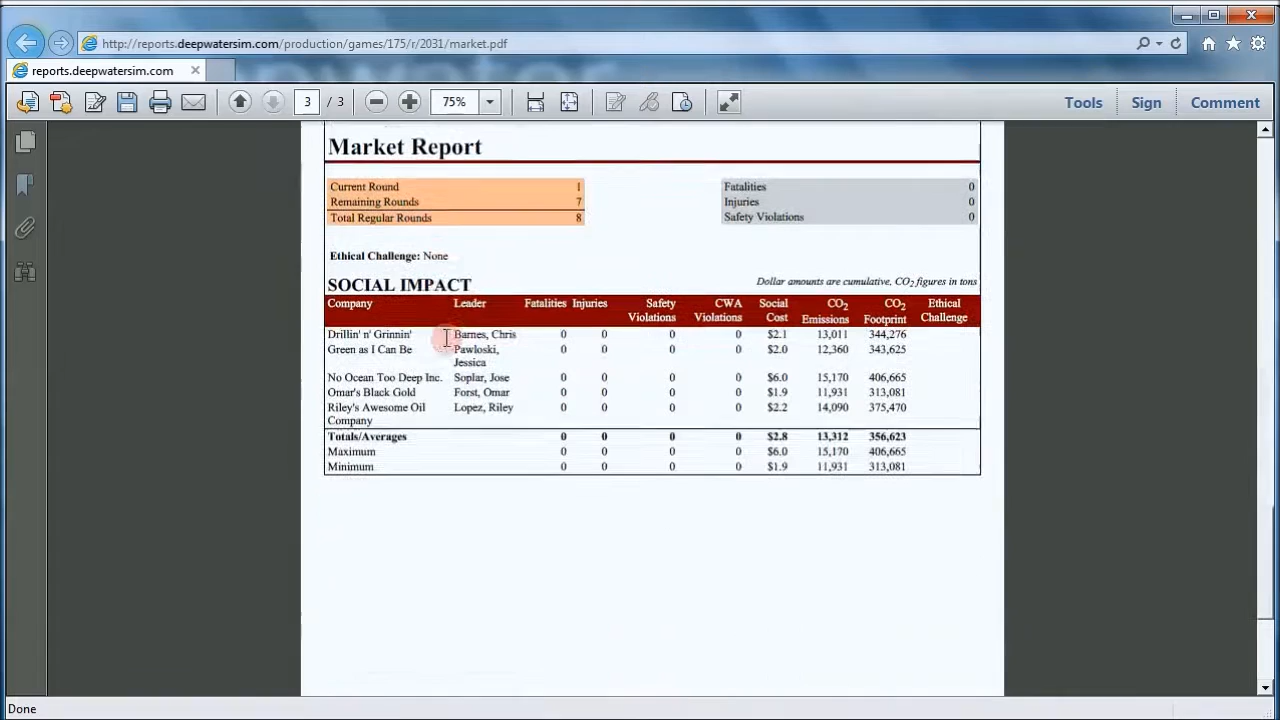 http://reports.deepwatersim.com/production/games/175/r/2031/market.pdf
reports.deepwatersim.com
3 / 3 75% Tools Sign Comment
Market Report
Current Round 1 Fatalities 0
Remaining Rounds 7 Injuries 0
Total Regular Rounds 8 Safety Violations 0
Ethical Challenge: None
SOCIAL IMPACT Dollar amounts are cumulative, CO2 figures in tons
Company Leader Fatalities Injuries Safety CWA Social CO2 CO2 Ethical
Violations Violations Cost Emissions Footprint Challenge
Drillin' n' Grinnin' Barnes, Chris 0 0 0 0 $2.1 13,011 344,276
Green as I Can Be Pawloski, 0 0 0 0 $2.0 12,360 343,625
Jessica
No Ocean Too Deep Inc. Soplar, Jose 0 0 0 0 $6.0 15,170 406,665
Omar's Black Gold Forst, Omar 0 0 0 0 $1.9 11,931 313,081
Riley's Awesome Oil Lopez, Riley 0 0 0 0 $2.2 14,090 375,470
Company
Totals/Averages 0 0 0 0 $2.8 13,312 356,623
Maximum 0 0 0 0 $6.0 15,170 406,665
Minimum 0 0 0 0 $1.9 11,931 313,081
Done